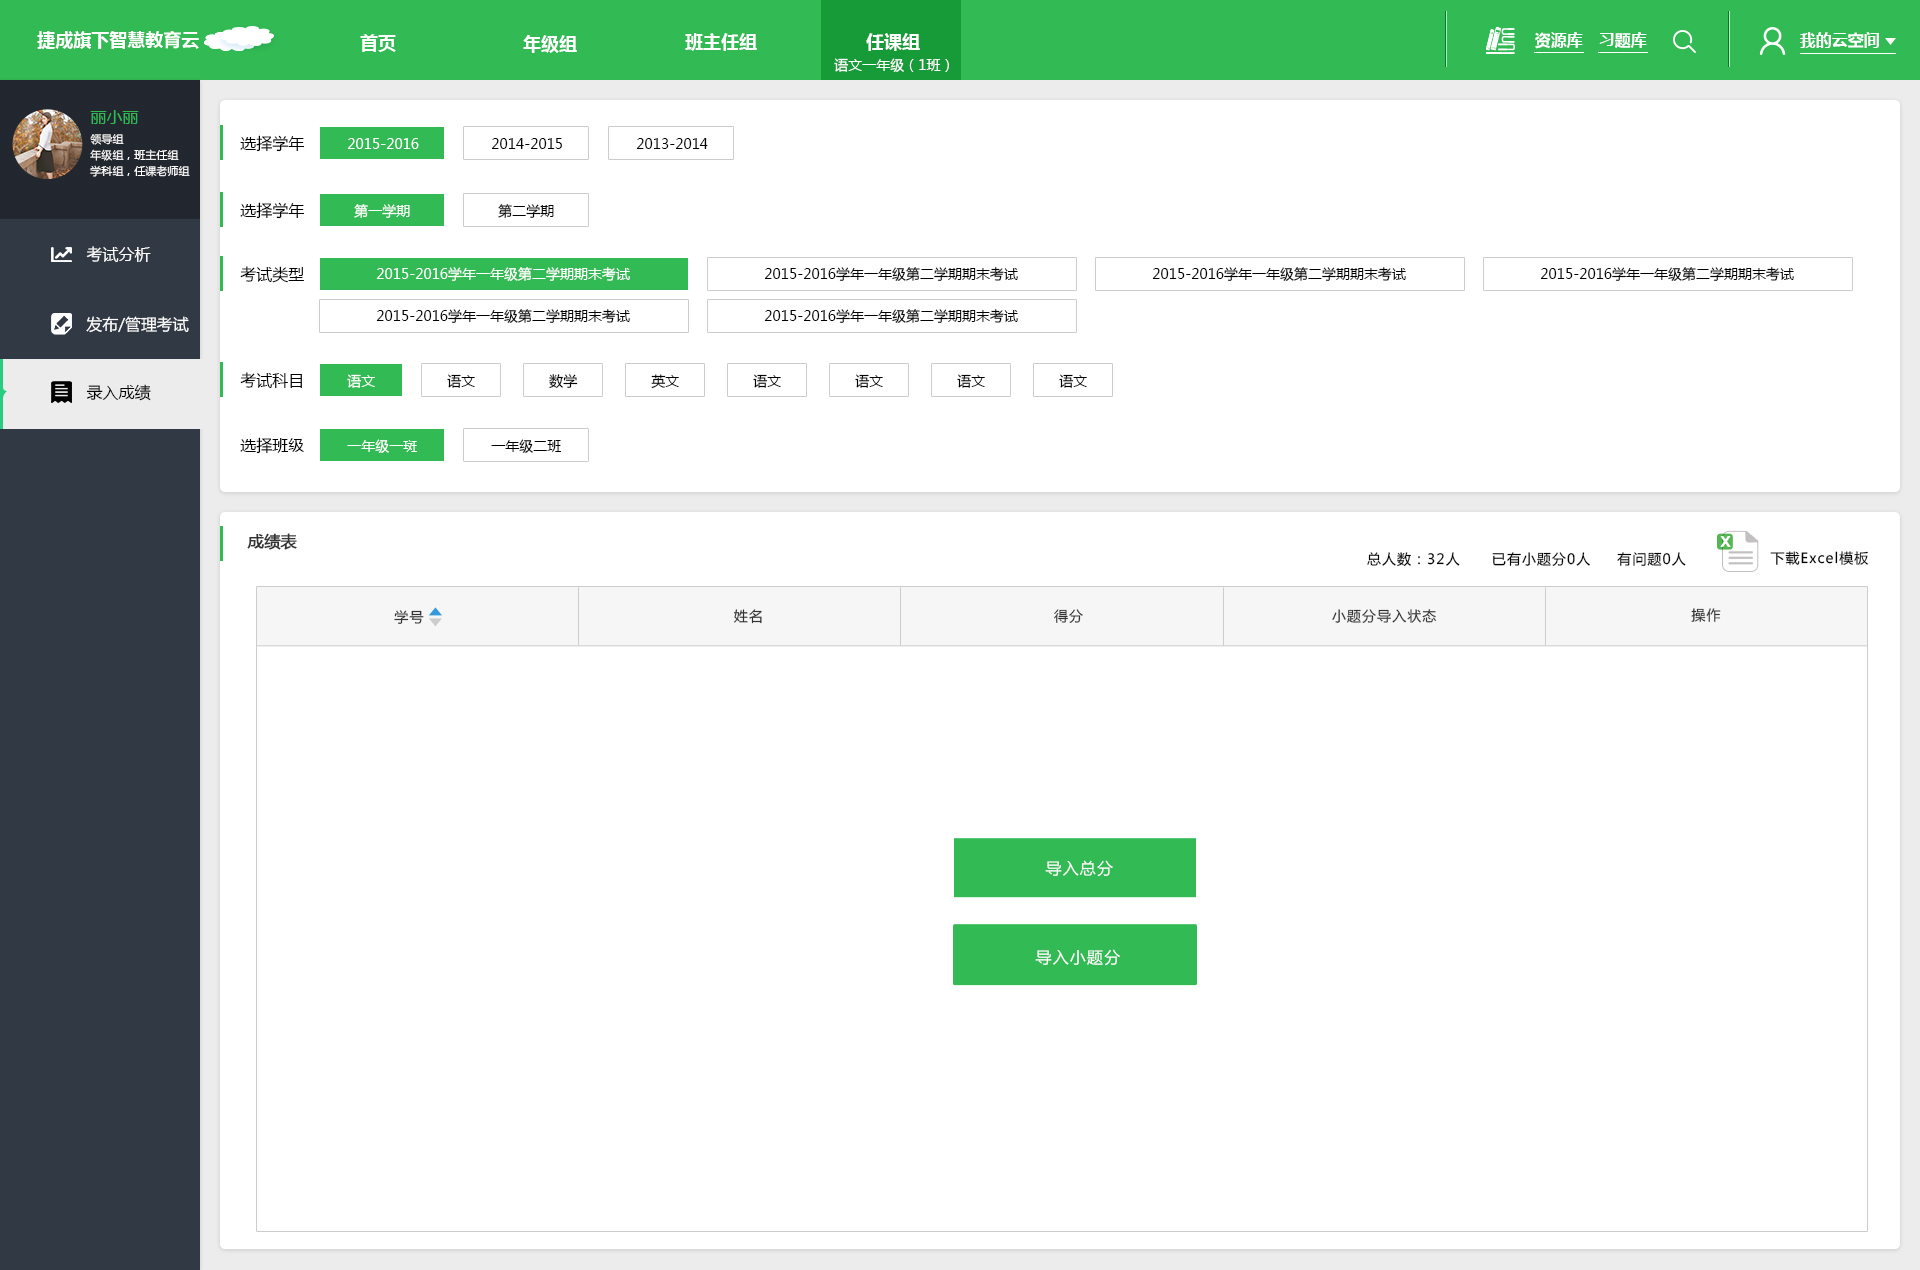 捷成旗下智慧教育云
首页
年级组
班主任组
任课组
语文一年级（1班）
资源库
习题库
我的云空间
丽小丽
领导组
年级组，班主任组
学科组，任课老师组
考试分析
发布/管理考试
录入成绩
选择学年 2015-2016 2014-2015 2013-2014
选择学年 第一学期 第二学期
考试类型 2015-2016学年一年级第二学期期末考试 2015-2016学年一年级第二学期期末考试 2015-2016学年一年级第二学期期末考试 2015-2016学年一年级第二学期期末考试
2015-2016学年一年级第二学期期末考试 2015-2016学年一年级第二学期期末考试
考试科目 语文 语文 数学 英文 语文 语文 语文 语文
选择班级 一年级一斑 一年级二班
成绩表
总人数：32人 已有小题分0人 有问题0人 下载Excel模板
学号 姓名 得分 小题分导入状态 操作
导入总分
导入小题分